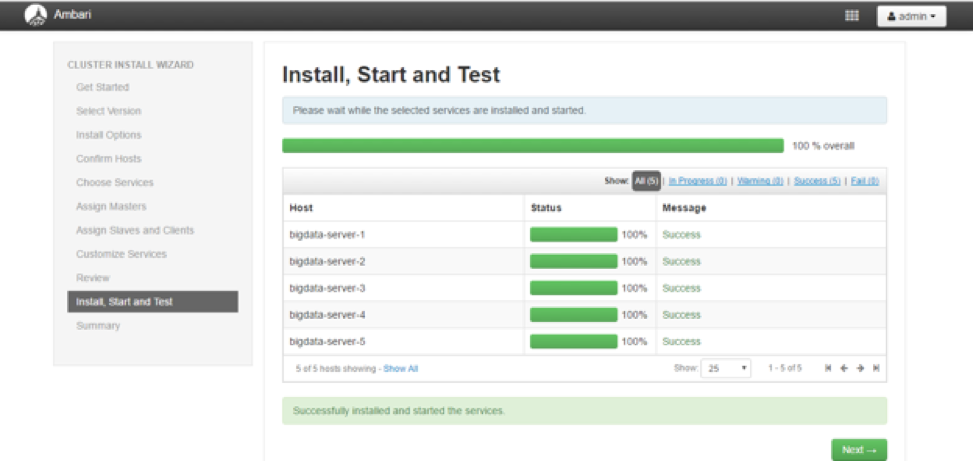 Ambari
admin
CLUSTER INSTALL WIZARD
Get Started
Select Version
Install Options
Confirm Hosts
Choose Services
Assign Masters
Assign Slaves and Clients
Customize Services
Review
Install, Start and Test
Summary
Install, Start and Test
Please wait while the selected services are installed and started.
100 % overall
Show: All (5) | In Progress (0) | Warning (0) | Success (5) | Fail (0)
Host Status Message
bigdata-server-1 100% Success
bigdata-server-2 100% Success
bigdata-server-3 100% Success
bigdata-server-4 100% Success
bigdata-server-5 100% Success
5 of 5 hosts showing - Show All Show: 25 1 - 5 of 5
Successfully installed and started the services.
Next →